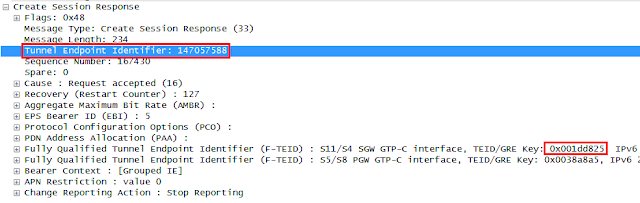 Create Session Response
Flags: 0x48
Message Type: Create Session Response (33)
Message Length: 234
Tunnel Endpoint Identifier: 147057588
Sequence Number: 167430
Spare: 0
Cause : Request accepted (16)
Recovery (Restart Counter) : 127
Aggregate Maximum Bit Rate (AMBR) :
EPS Bearer ID (EBI) : 5
Protocol Configuration Options (PCO) :
PDN Address Allocation (PAA) :
Fully Qualified Tunnel Endpoint Identifier (F-TEID) : S11/S4 SGW GTP-C interface, TEID/GRE Key: 0x001dd825, IPv6
Fully Qualified Tunnel Endpoint Identifier (F-TEID) : S5/S8 PGW GTP-C interface, TEID/GRE Key: 0x0038a8a5, IPv6
Bearer Context : [Grouped IE]
APN Restriction : value 0
Change Reporting Action : Stop Reporting